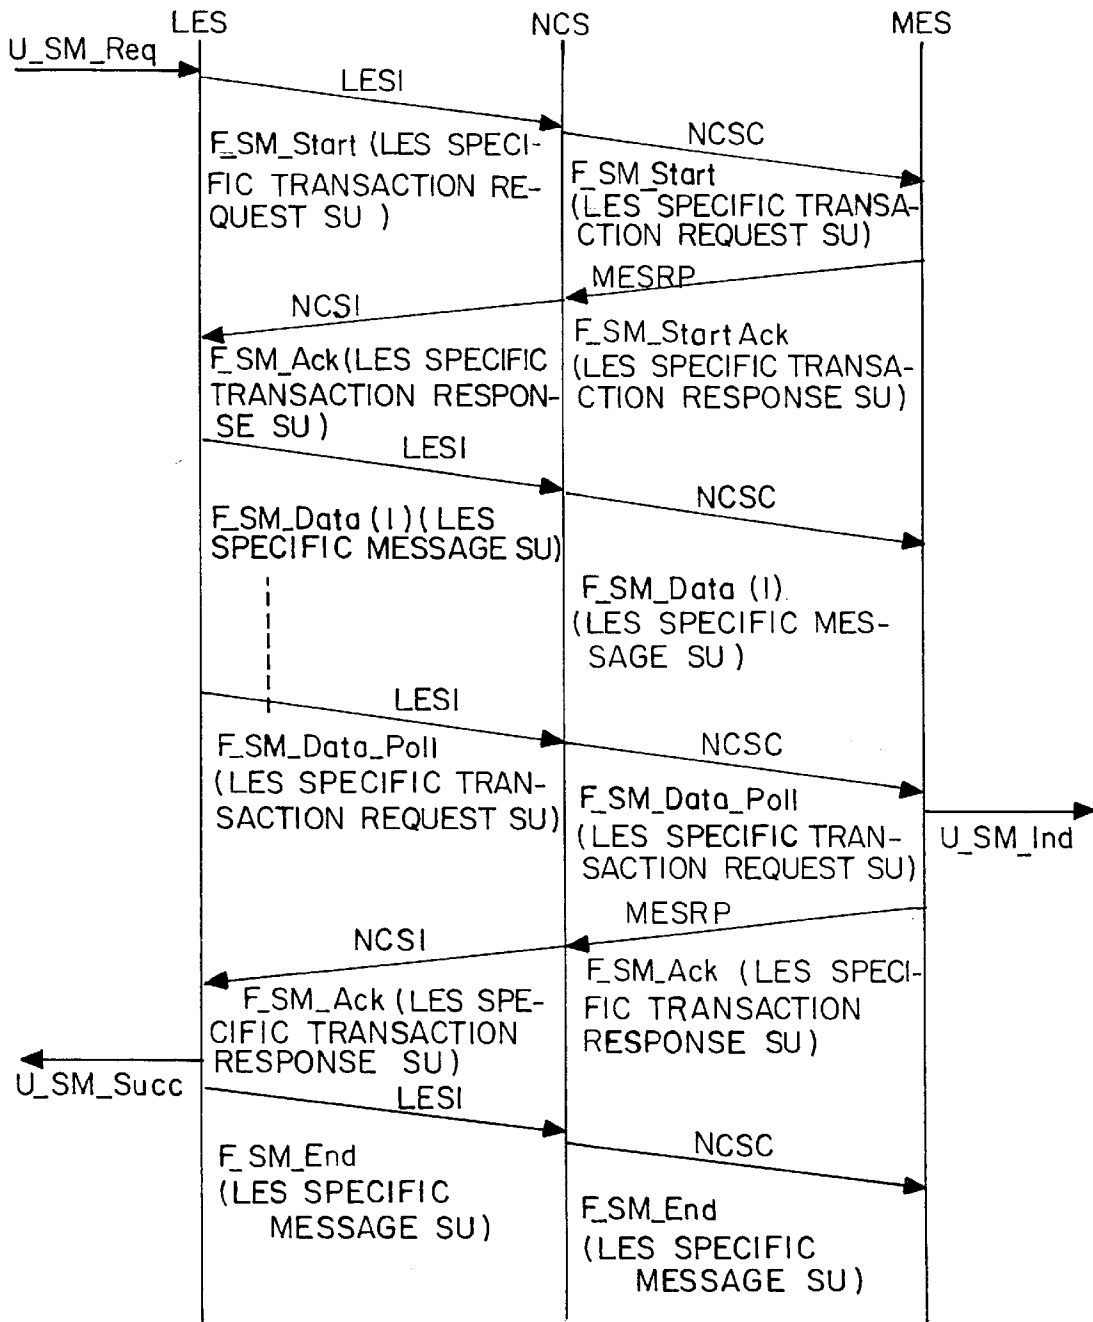 LES
NCS
MES
U_SM_Req
LESI
NCSC
F_SM_Start (LES SPECI-
FIC TRANSACTION RE-
QUEST SU )
F_SM_Start
(LES SPECIFIC TRANSA-
CTION REQUEST SU)
MESRP
NCSI
F_SM_Ack(LES SPECIFIC
TRANSACTION RESPON-
SE SU)
F_SM_Start Ack
(LES SPECIFIC TRANSA-
CTION RESPONSE SU)
LESI
NCSC
F_SM_Data (I)(LES
SPECIFIC MESSAGE SU)
F_SM_Data (I)
(LES SPECIFIC MES-
SAGE SU)
LESI
NCSC
F_SM_Data_Poll
(LES SPECIFIC TRAN-
SACTION REQUEST SU)
F_SM_Data_Poll
(LES SPECIFIC TRAN-
SACTION REQUEST SU)
U_SM_Ind
MESRP
NCSI
F_SM_Ack (LES SPE-
CIFIC TRANSACTION
RESPONSE SU)
F_SM_Ack (LES SPECI-
FIC TRANSACTION
RESPONSE SU)
U_SM_Succ
LESI
NCSC
F_SM_End
(LES SPECIFIC
MESSAGE SU)
F_SM_End
(LES SPECIFIC
MESSAGE SU)